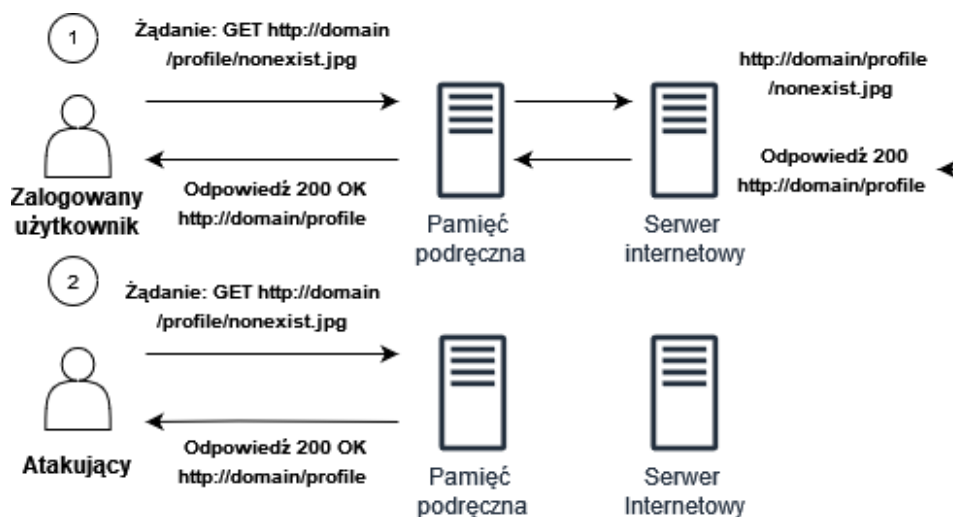 1
Żądanie: GET http://domain
/profile/nonexist.jpg
http://domain/profile
/nonexist.jpg
Odpowiedź 200
http://domain/profile
Odpowiedź 200 OK
http://domain/profile
Zalogowany
użytkownik
Pamięć
podręczna
Serwer
internetowy
2
Żądanie: GET http://domain
/profile/nonexist.jpg
Odpowiedź 200 OK
http://domain/profile
Atakujący
Pamięć
podręczna
Serwer
Internetowy